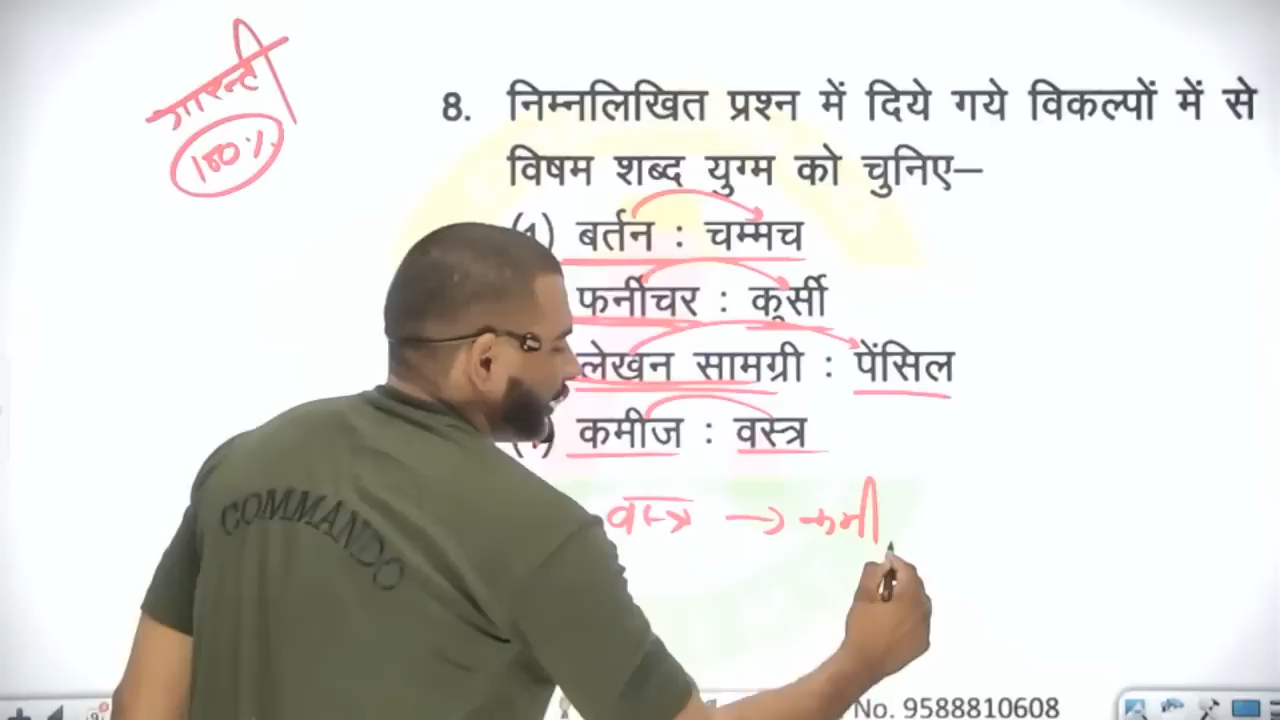 गारन्टी
100%
8. निम्नलिखित प्रश्न में दिये गये विकल्पों में से
विषम शब्द युग्म को चुनिए–
(1) बर्तन : चम्मच
फर्नीचर : कुर्सी
लेखन सामग्री : पेंसिल
कमीज : वस्त्र
वस्त्र → कमी
COMMANDO
No. 9588810608